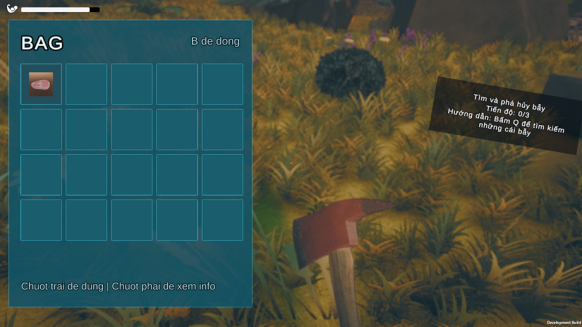 BAG
B de dong
Tìm và phá hủy bẫy
Tiến độ: 0/3
Hướng dẫn: Bấm Q để tìm kiếm
những cái bẫy
Chuot trai de dung | Chuot phai de xem info
Development Build